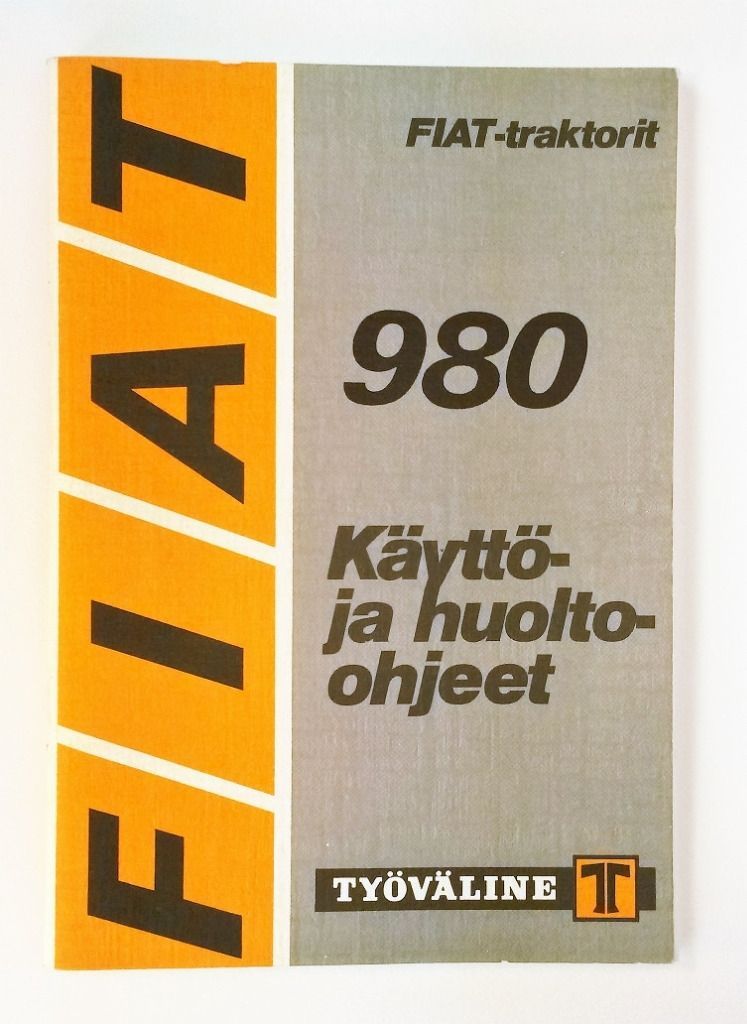 FIAT
FIAT-traktorit
980
Käyttö-
ja huolto-
ohjeet
TYÖVÄLINE T